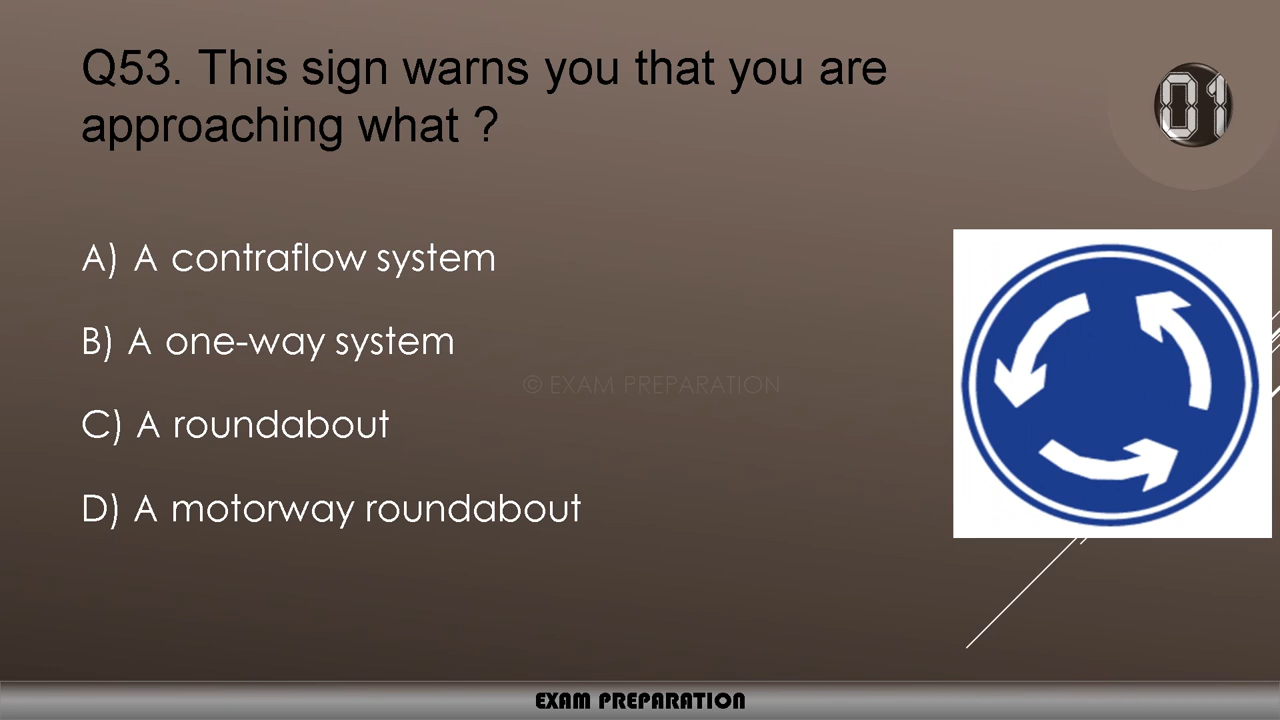 Q53. This sign warns you that you are
approaching what ?
01
A) A contraflow system
B) A one-way system
© EXAM PREPARATION
C) A roundabout
D) A motorway roundabout
EXAM PREPARATION